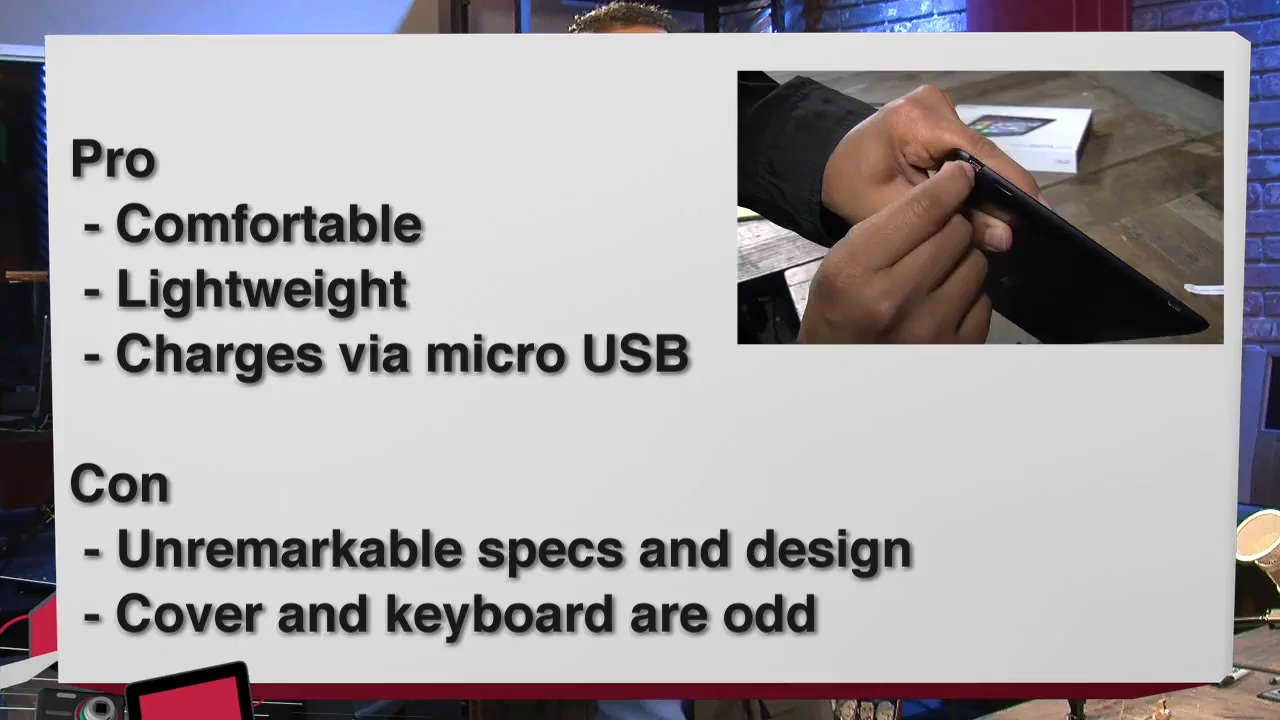 Pro
- Comfortable
- Lightweight
- Charges via micro USB
Con
- Unremarkable specs and design
- Cover and keyboard are odd